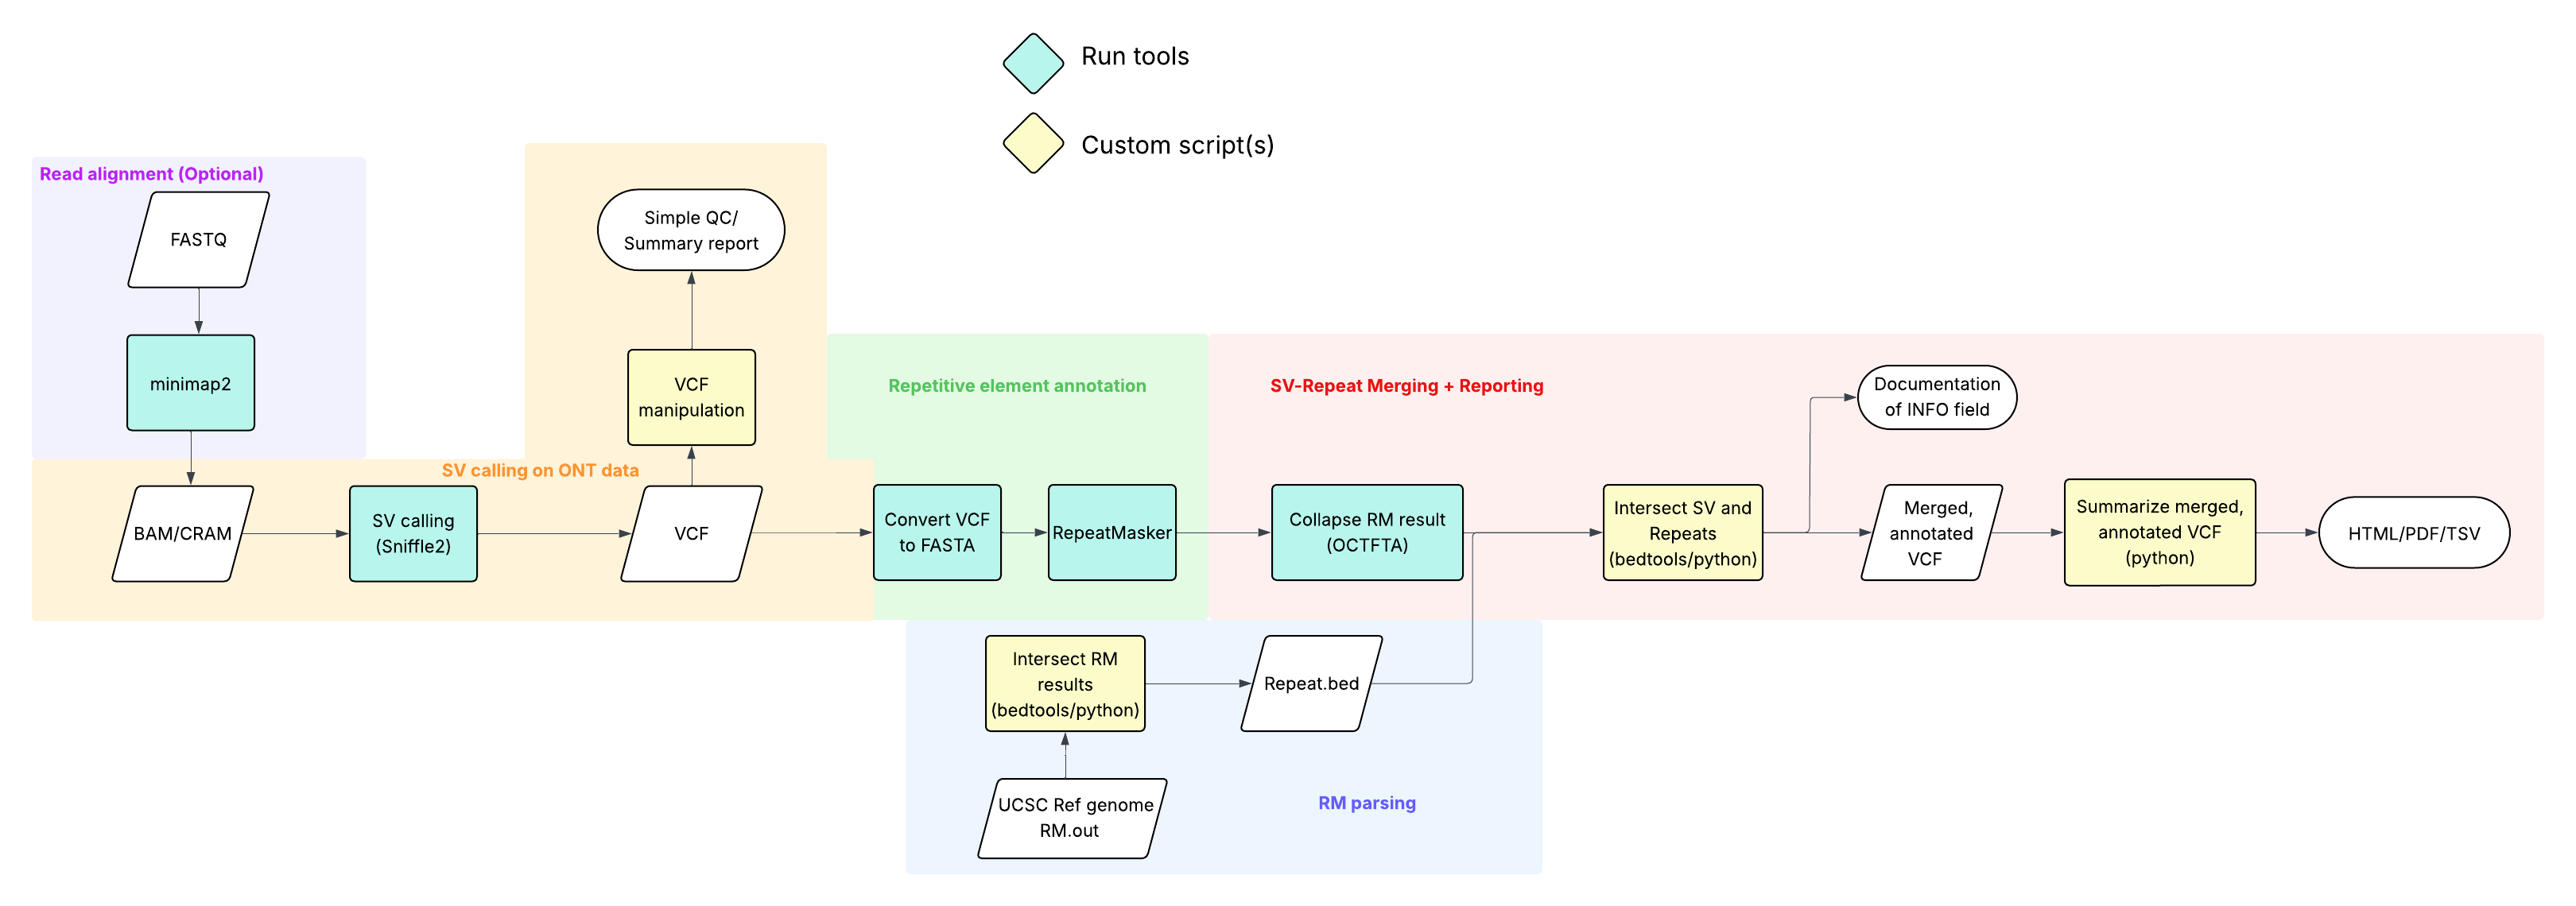 Run tools
Custom script(s)
Read alignment (Optional)
FASTQ
minimap2
Simple QC/
Summary report
VCF
manipulation
SV calling on ONT data
BAM/CRAM
SV calling
(Sniffle2)
VCF
Repetitive element annotation
Convert VCF
to FASTA
RepeatMasker
SV-Repeat Merging + Reporting
Collapse RM result
(OCTFTA)
Intersect SV and
Repeats
(bedtools/python)
Documentation
of INFO field
Merged,
annotated
VCF
Summarize merged,
annotated VCF
(python)
HTML/PDF/TSV
Intersect RM
results
(bedtools/python)
Repeat.bed
UCSC Ref genome
RM.out
RM parsing